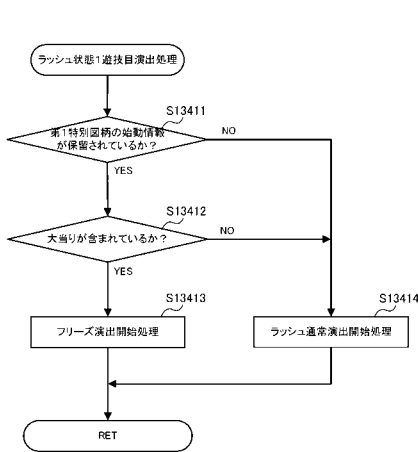 ラッシュ状態1遊技目演出処理
S13411
第1特別図柄の始動情報
が保留されているか？
NO
YES
S13412
大当りが含まれているか？
NO
YES
S13413
フリーズ演出開始処理
S13414
ラッシュ通常演出開始処理
RET